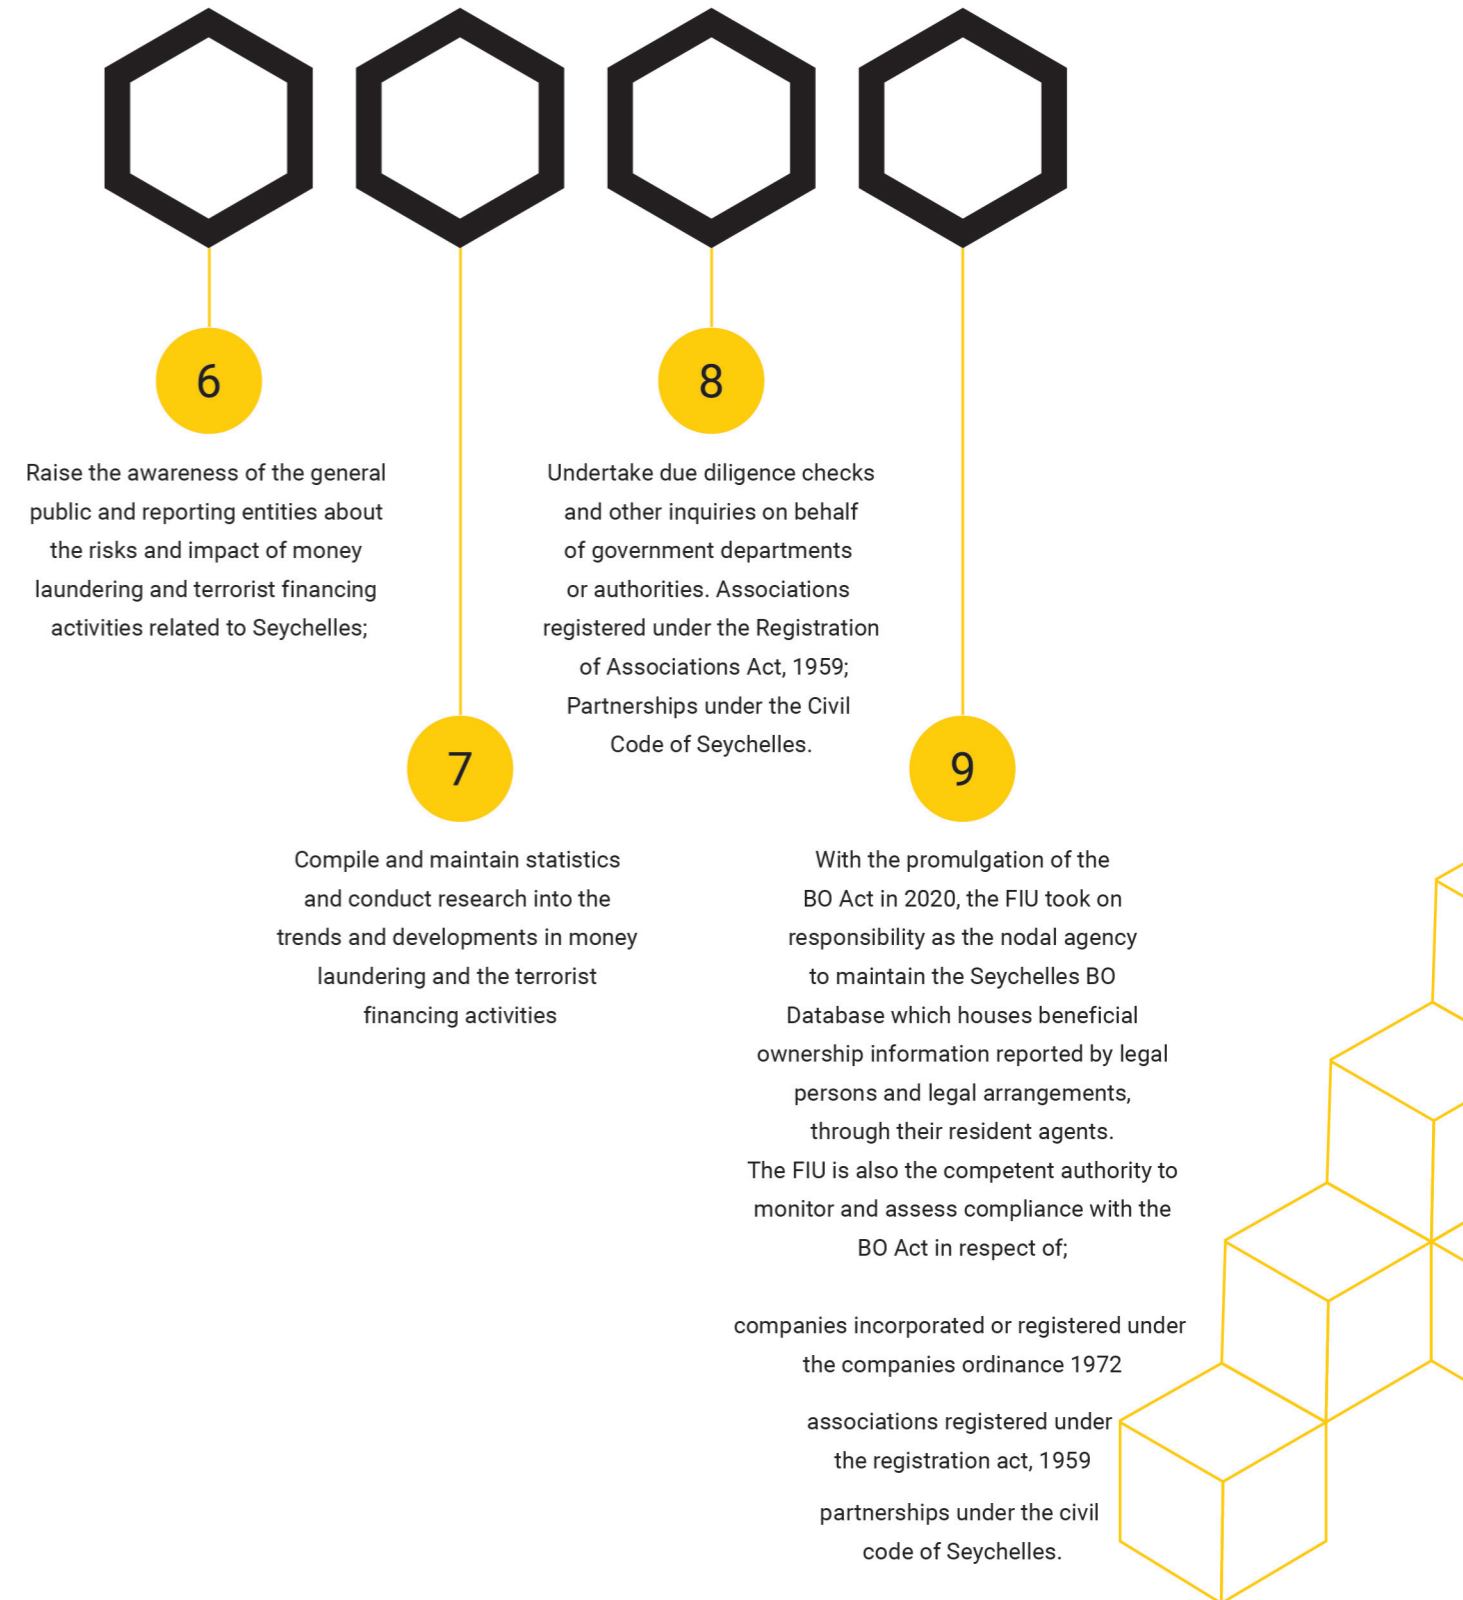 6
Raise the awareness of the general
public and reporting entities about
the risks and impact of money
laundering and terrorist financing
activities related to Seychelles;
7
Compile and maintain statistics
and conduct research into the
trends and developments in money
laundering and the terrorist
financing activities
8
Undertake due diligence checks
and other inquiries on behalf
of government departments
or authorities. Associations
registered under the Registration
of Associations Act, 1959;
Partnerships under the Civil
Code of Seychelles.
9
With the promulgation of the
BO Act in 2020, the FIU took on
responsibility as the nodal agency
to maintain the Seychelles BO
Database which houses beneficial
ownership information reported by legal
persons and legal arrangements,
through their resident agents.
The FIU is also the competent authority to
monitor and assess compliance with the
BO Act in respect of;
companies incorporated or registered under
the companies ordinance 1972
associations registered under
the registration act, 1959
partnerships under the civil
code of Seychelles.